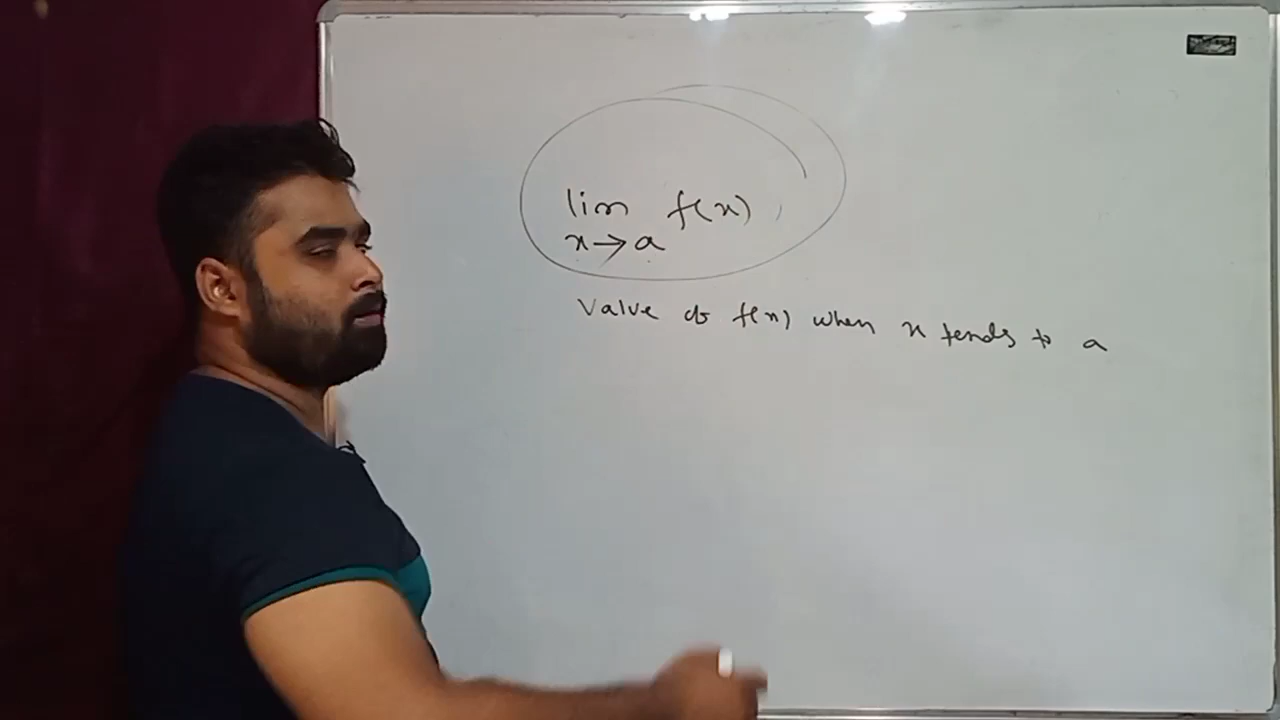 lim f(x)
x→a
Value of f(x) when x tends to a